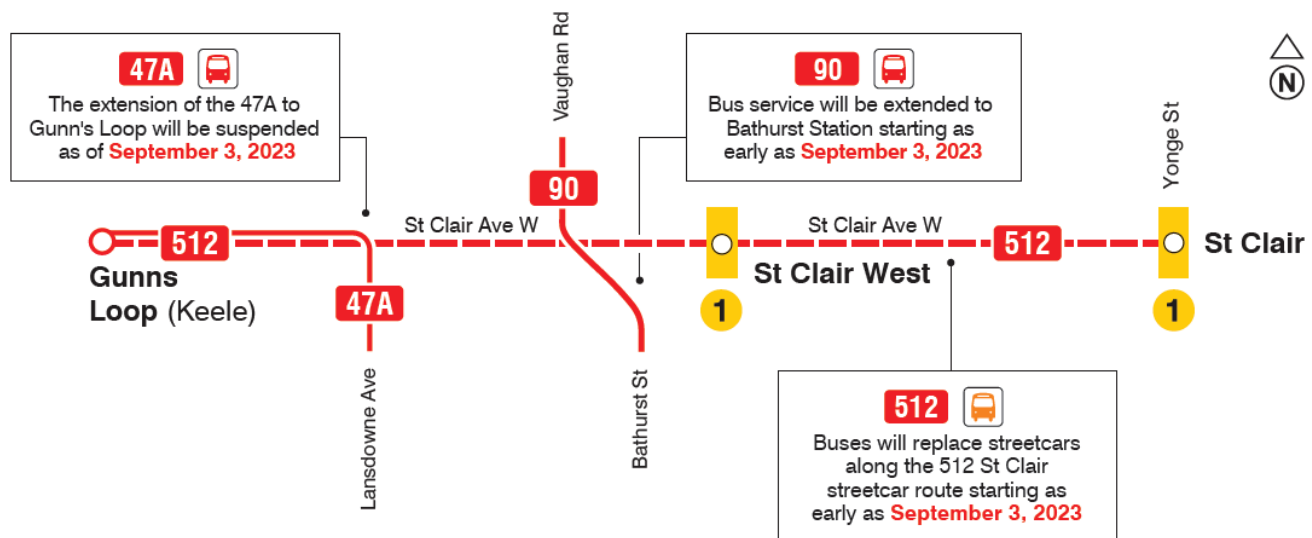 47A
The extension of the 47A to
Gunn's Loop will be suspended
as of September 3, 2023
Vaughan Rd
90
Bus service will be extended to
Bathurst Station starting as
early as September 3, 2023
N
Yonge St
90
512
St Clair Ave W
St Clair Ave W
512
St Clair
Gunns
Loop (Keele)
47A
St Clair West
1
1
Lansdowne Ave
Bathurst St
512
Buses will replace streetcars
along the 512 St Clair
streetcar route starting as
early as September 3, 2023